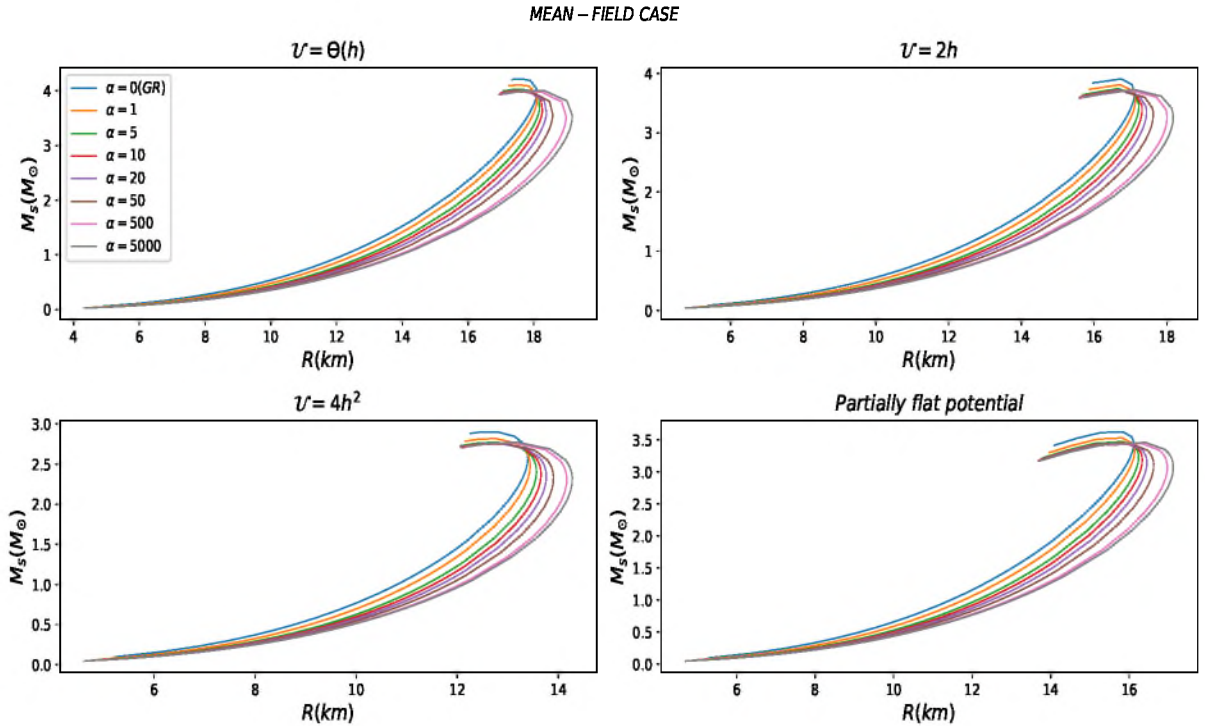 MEAN – FIELD CASE
𝒰 = Θ(h)
4
3
2
1
0
M_s(M_⊙)
α = 0(GR)
α = 1
α = 5
α = 10
α = 20
α = 50
α = 500
α = 5000
4 6 8 10 12 14 16 18
R(km)
𝒰 = 2h
4
3
2
1
0
M_s(M_⊙)
6 8 10 12 14 16 18
R(km)
𝒰 = 4h²
3.0
2.5
2.0
1.5
1.0
0.5
0.0
M_s(M_⊙)
6 8 10 12 14
R(km)
Partially flat potential
3.5
3.0
2.5
2.0
1.5
1.0
0.5
0.0
M_s(M_⊙)
6 8 10 12 14 16
R(km)